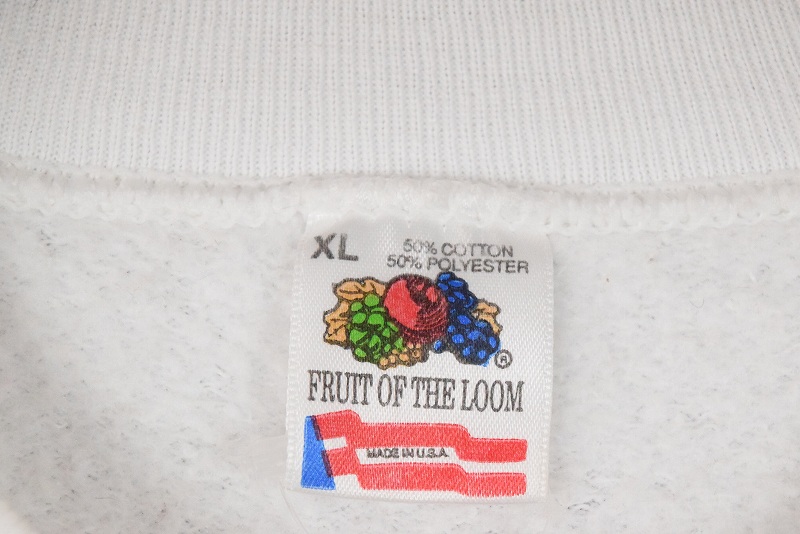 XL
50% COTTON
50% POLYESTER
®
FRUIT OF THE LOOM
MADE IN U.S.A.